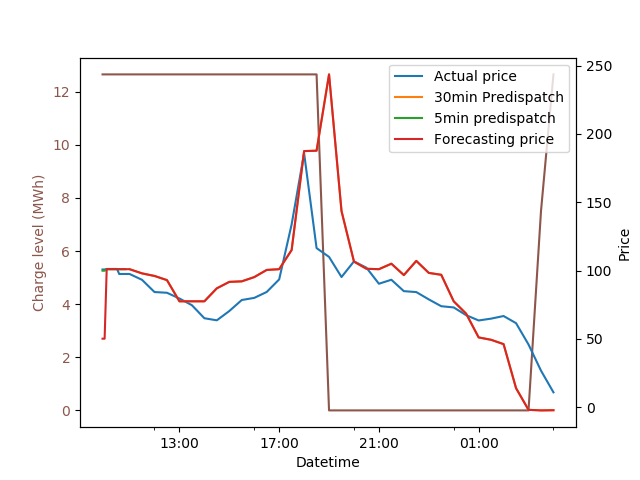 Actual price
30min Predispatch
5min predispatch
Forecasting price
Charge level (MWh)
12
10
8
6
4
2
0
250
200
150
100
50
0
Price
13:00
17:00
21:00
01:00
Datetime